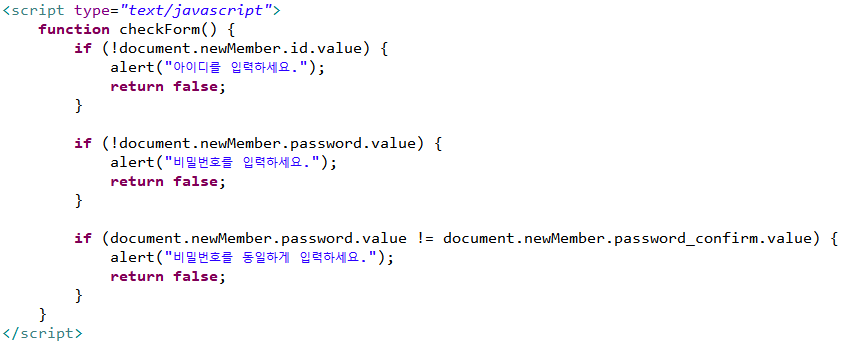 <script type="text/javascript">
    function checkForm() {
        if (!document.newMember.id.value) {
            alert("아이디를 입력하세요.");
            return false;
        }

        if (!document.newMember.password.value) {
            alert("비밀번호를 입력하세요.");
            return false;
        }

        if (document.newMember.password.value != document.newMember.password_confirm.value) {
            alert("비밀번호를 동일하게 입력하세요.");
            return false;
        }
    }
</script>